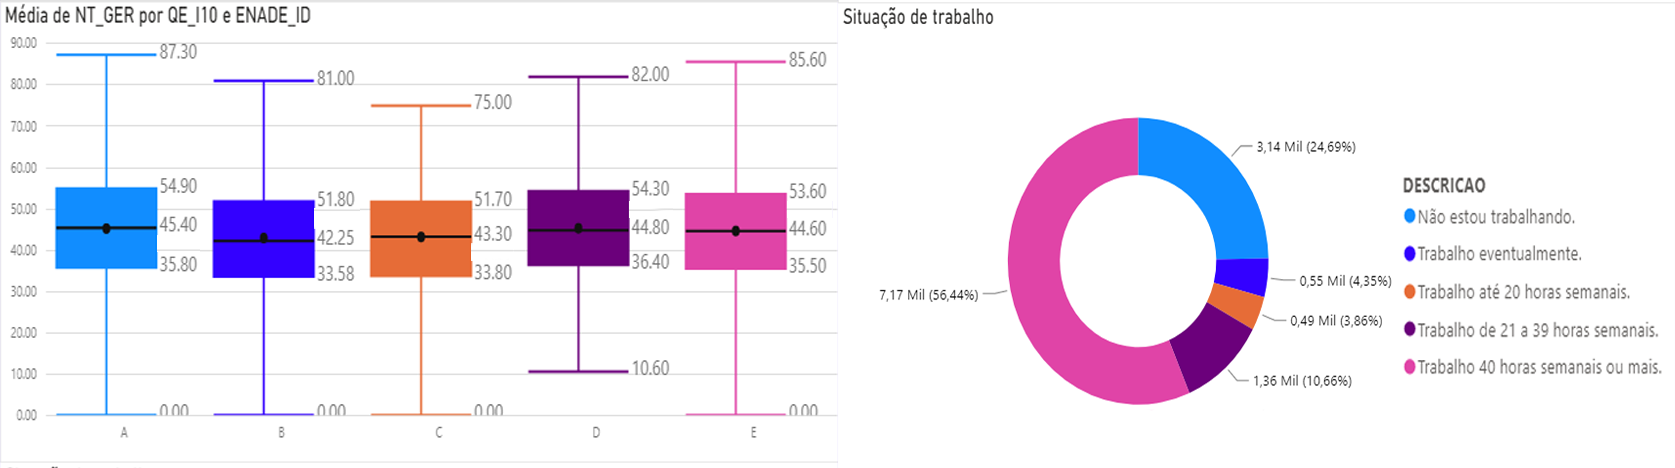 Média de NT_GER por QE_I10 e ENADE_ID
90.00
80.00
70.00
60.00
50.00
40.00
30.00
20.00
10.00
0.00
87.30
54.90
45.40
35.80
0.00
81.00
51.80
42.25
33.58
0.00
75.00
51.70
43.30
33.80
0.00
82.00
54.30
44.80
36.40
10.60
85.60
53.60
44.60
35.50
0.00
A B C D E
Situação de trabalho
3,14 Mil (24,69%)
0,55 Mil (4,35%)
0,49 Mil (3,86%)
1,36 Mil (10,66%)
7,17 Mil (56,44%)
DESCRICAO
Não estou trabalhando.
Trabalho eventualmente.
Trabalho até 20 horas semanais.
Trabalho de 21 a 39 horas semanais.
Trabalho 40 horas semanais ou mais.